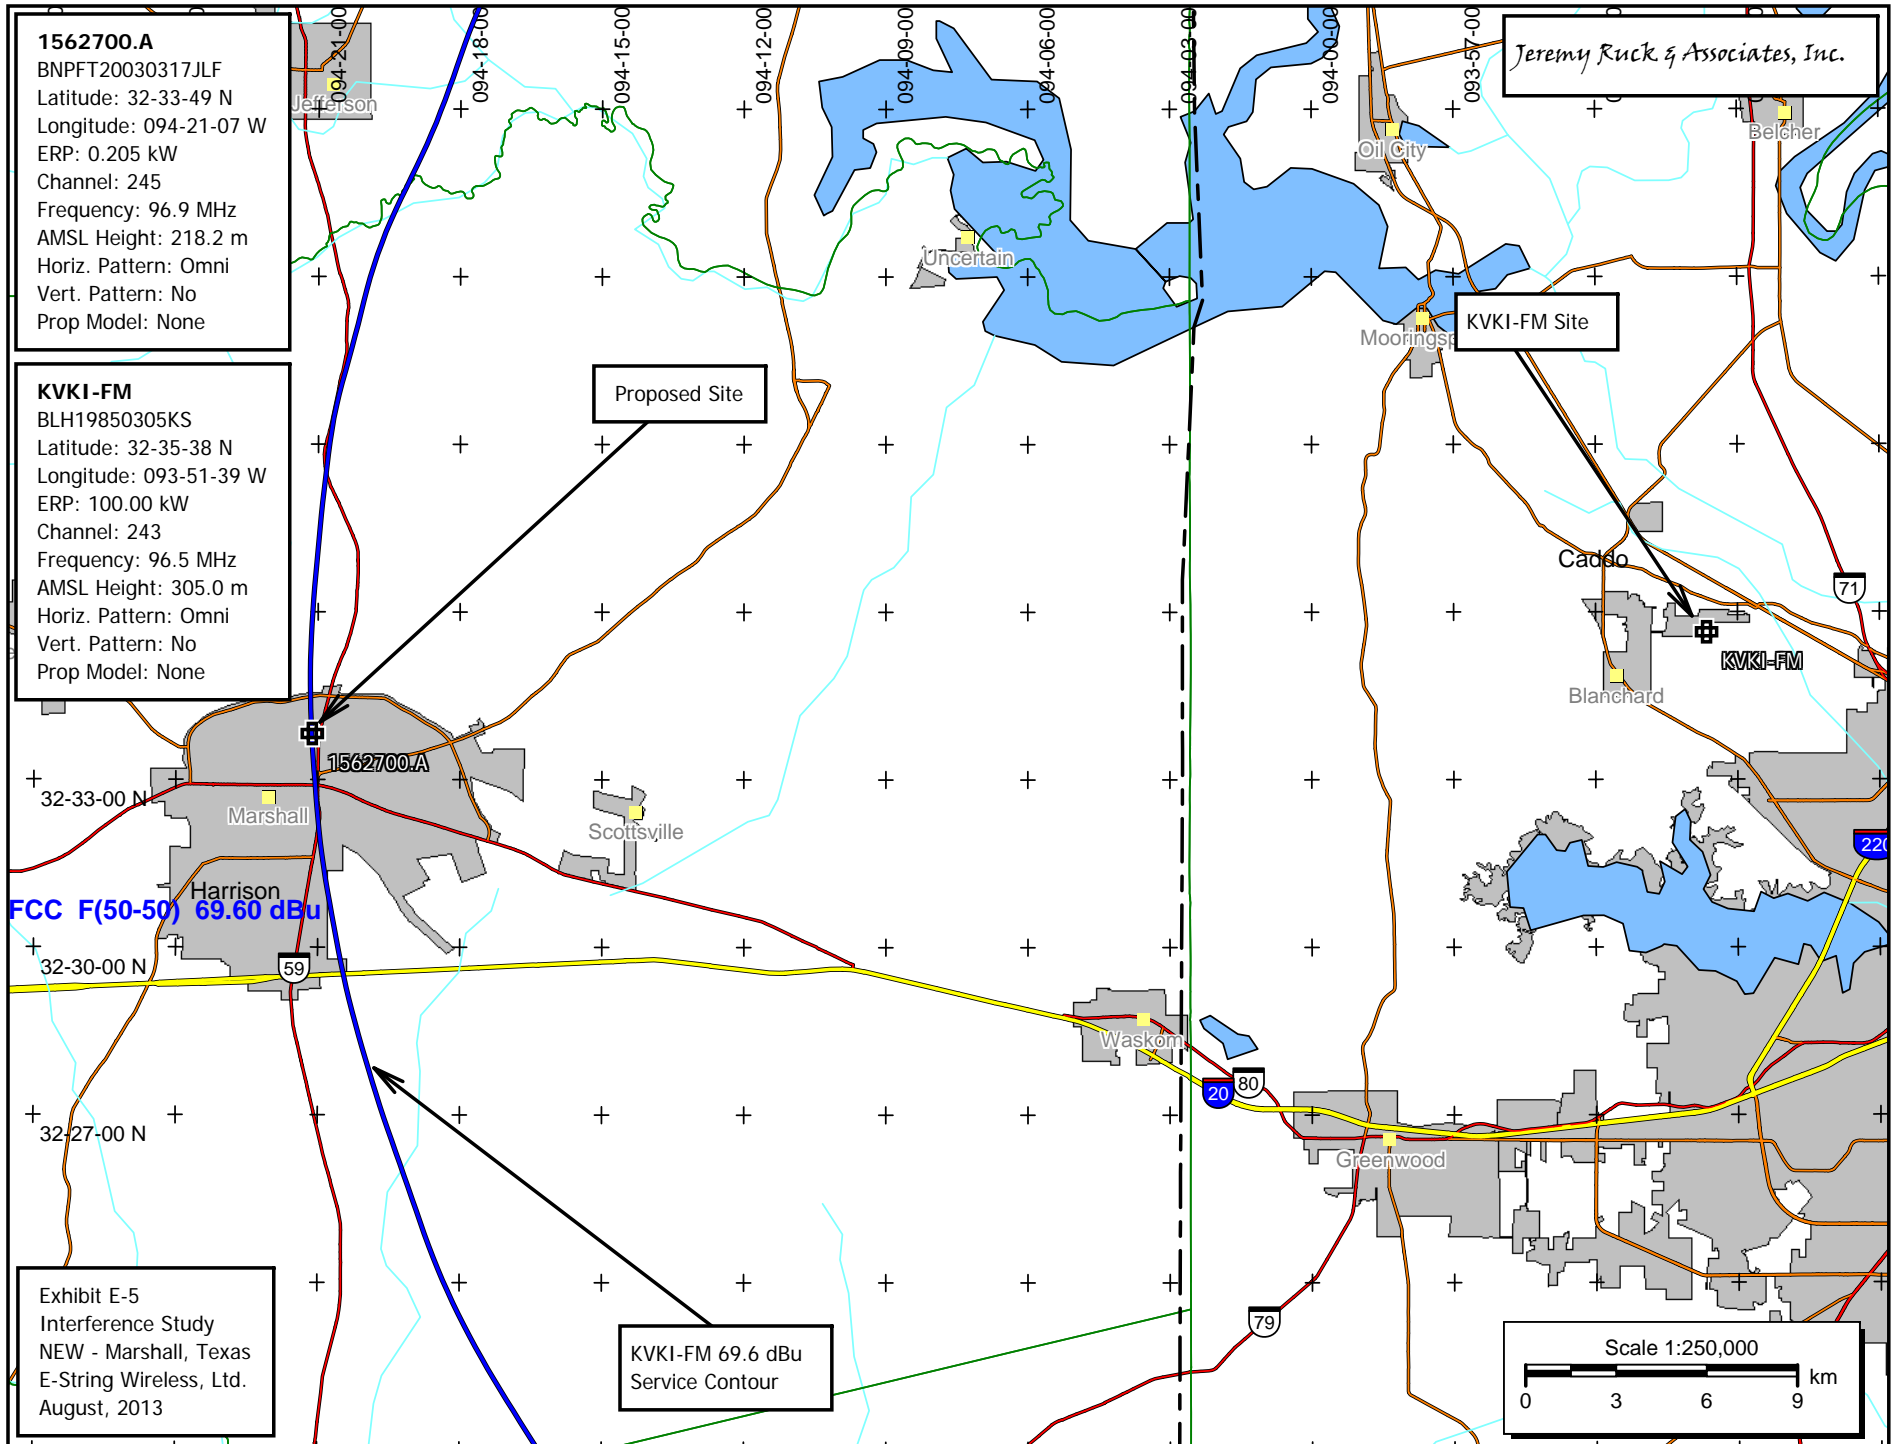 1562700.A
BNPFT20030317JLF
Latitude: 32-33-49 N
Longitude: 094-21-07 W
ERP: 0.205 kW
Channel: 245
Frequency: 96.9 MHz
AMSL Height: 218.2 m
Horiz. Pattern: Omni
Vert. Pattern: No
Prop Model: None
KVKI-FM
BLH19850305KS
Latitude: 32-35-38 N
Longitude: 093-51-39 W
ERP: 100.00 kW
Channel: 243
Frequency: 96.5 MHz
AMSL Height: 305.0 m
Horiz. Pattern: Omni
Vert. Pattern: No
Prop Model: None
094-21-00
094-18-00
094-15-00
094-12-00
094-09-00
094-06-00
094-03-00
094-00-00
093-57-00
Jeremy Ruck & Associates, Inc.
Jefferson
Oil City
Belcher
Uncertain
Mooringsp
KVKI-FM Site
Proposed Site
Caddo
71
KVKI-FM
Blanchard
1562700.A
32-33-00 N
Marshall
Scottsville
220
Harrison
FCC F(50-50) 69.60 dBu
32-30-00 N
59
Waskom
20
80
32-27-00 N
Greenwood
79
KVKI-FM 69.6 dBu
Service Contour
Exhibit E-5
Interference Study
NEW - Marshall, Texas
E-String Wireless, Ltd.
August, 2013
Scale 1:250,000
km
0 3 6 9